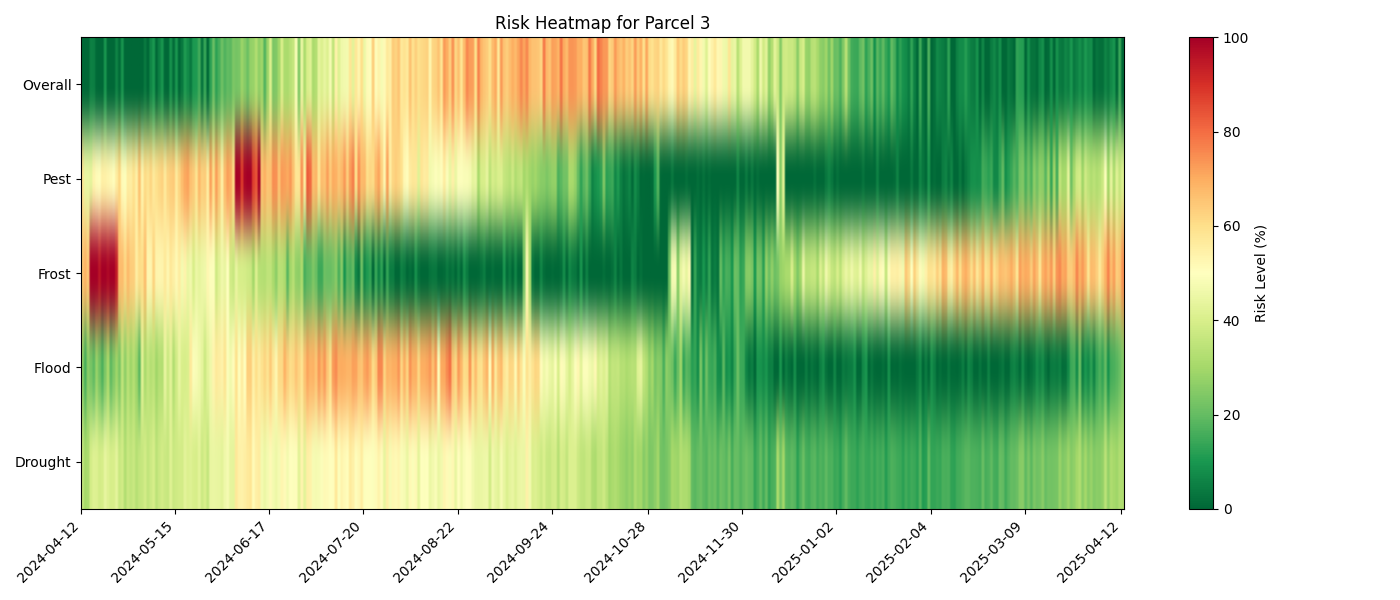 Risk Heatmap for Parcel 3
Overall
Pest
Frost
Flood
Drought
2024-04-12
2024-05-15
2024-06-17
2024-07-20
2024-08-22
2024-09-24
2024-10-28
2024-11-30
2025-01-02
2025-02-04
2025-03-09
2025-04-12
100
80
60
40
20
0
Risk Level (%)